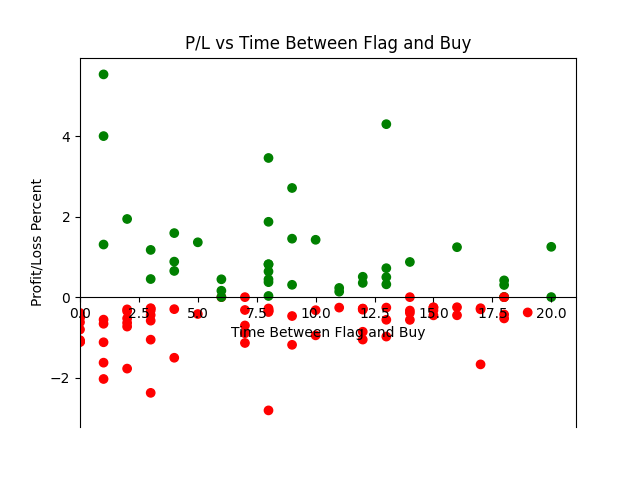 P/L vs Time Between Flag and Buy
Profit/Loss Percent
4
2
0
−2
0.0 2.5 5.0 7.5 10.0 12.5 15.0 17.5 20.0
Time Between Flag and Buy